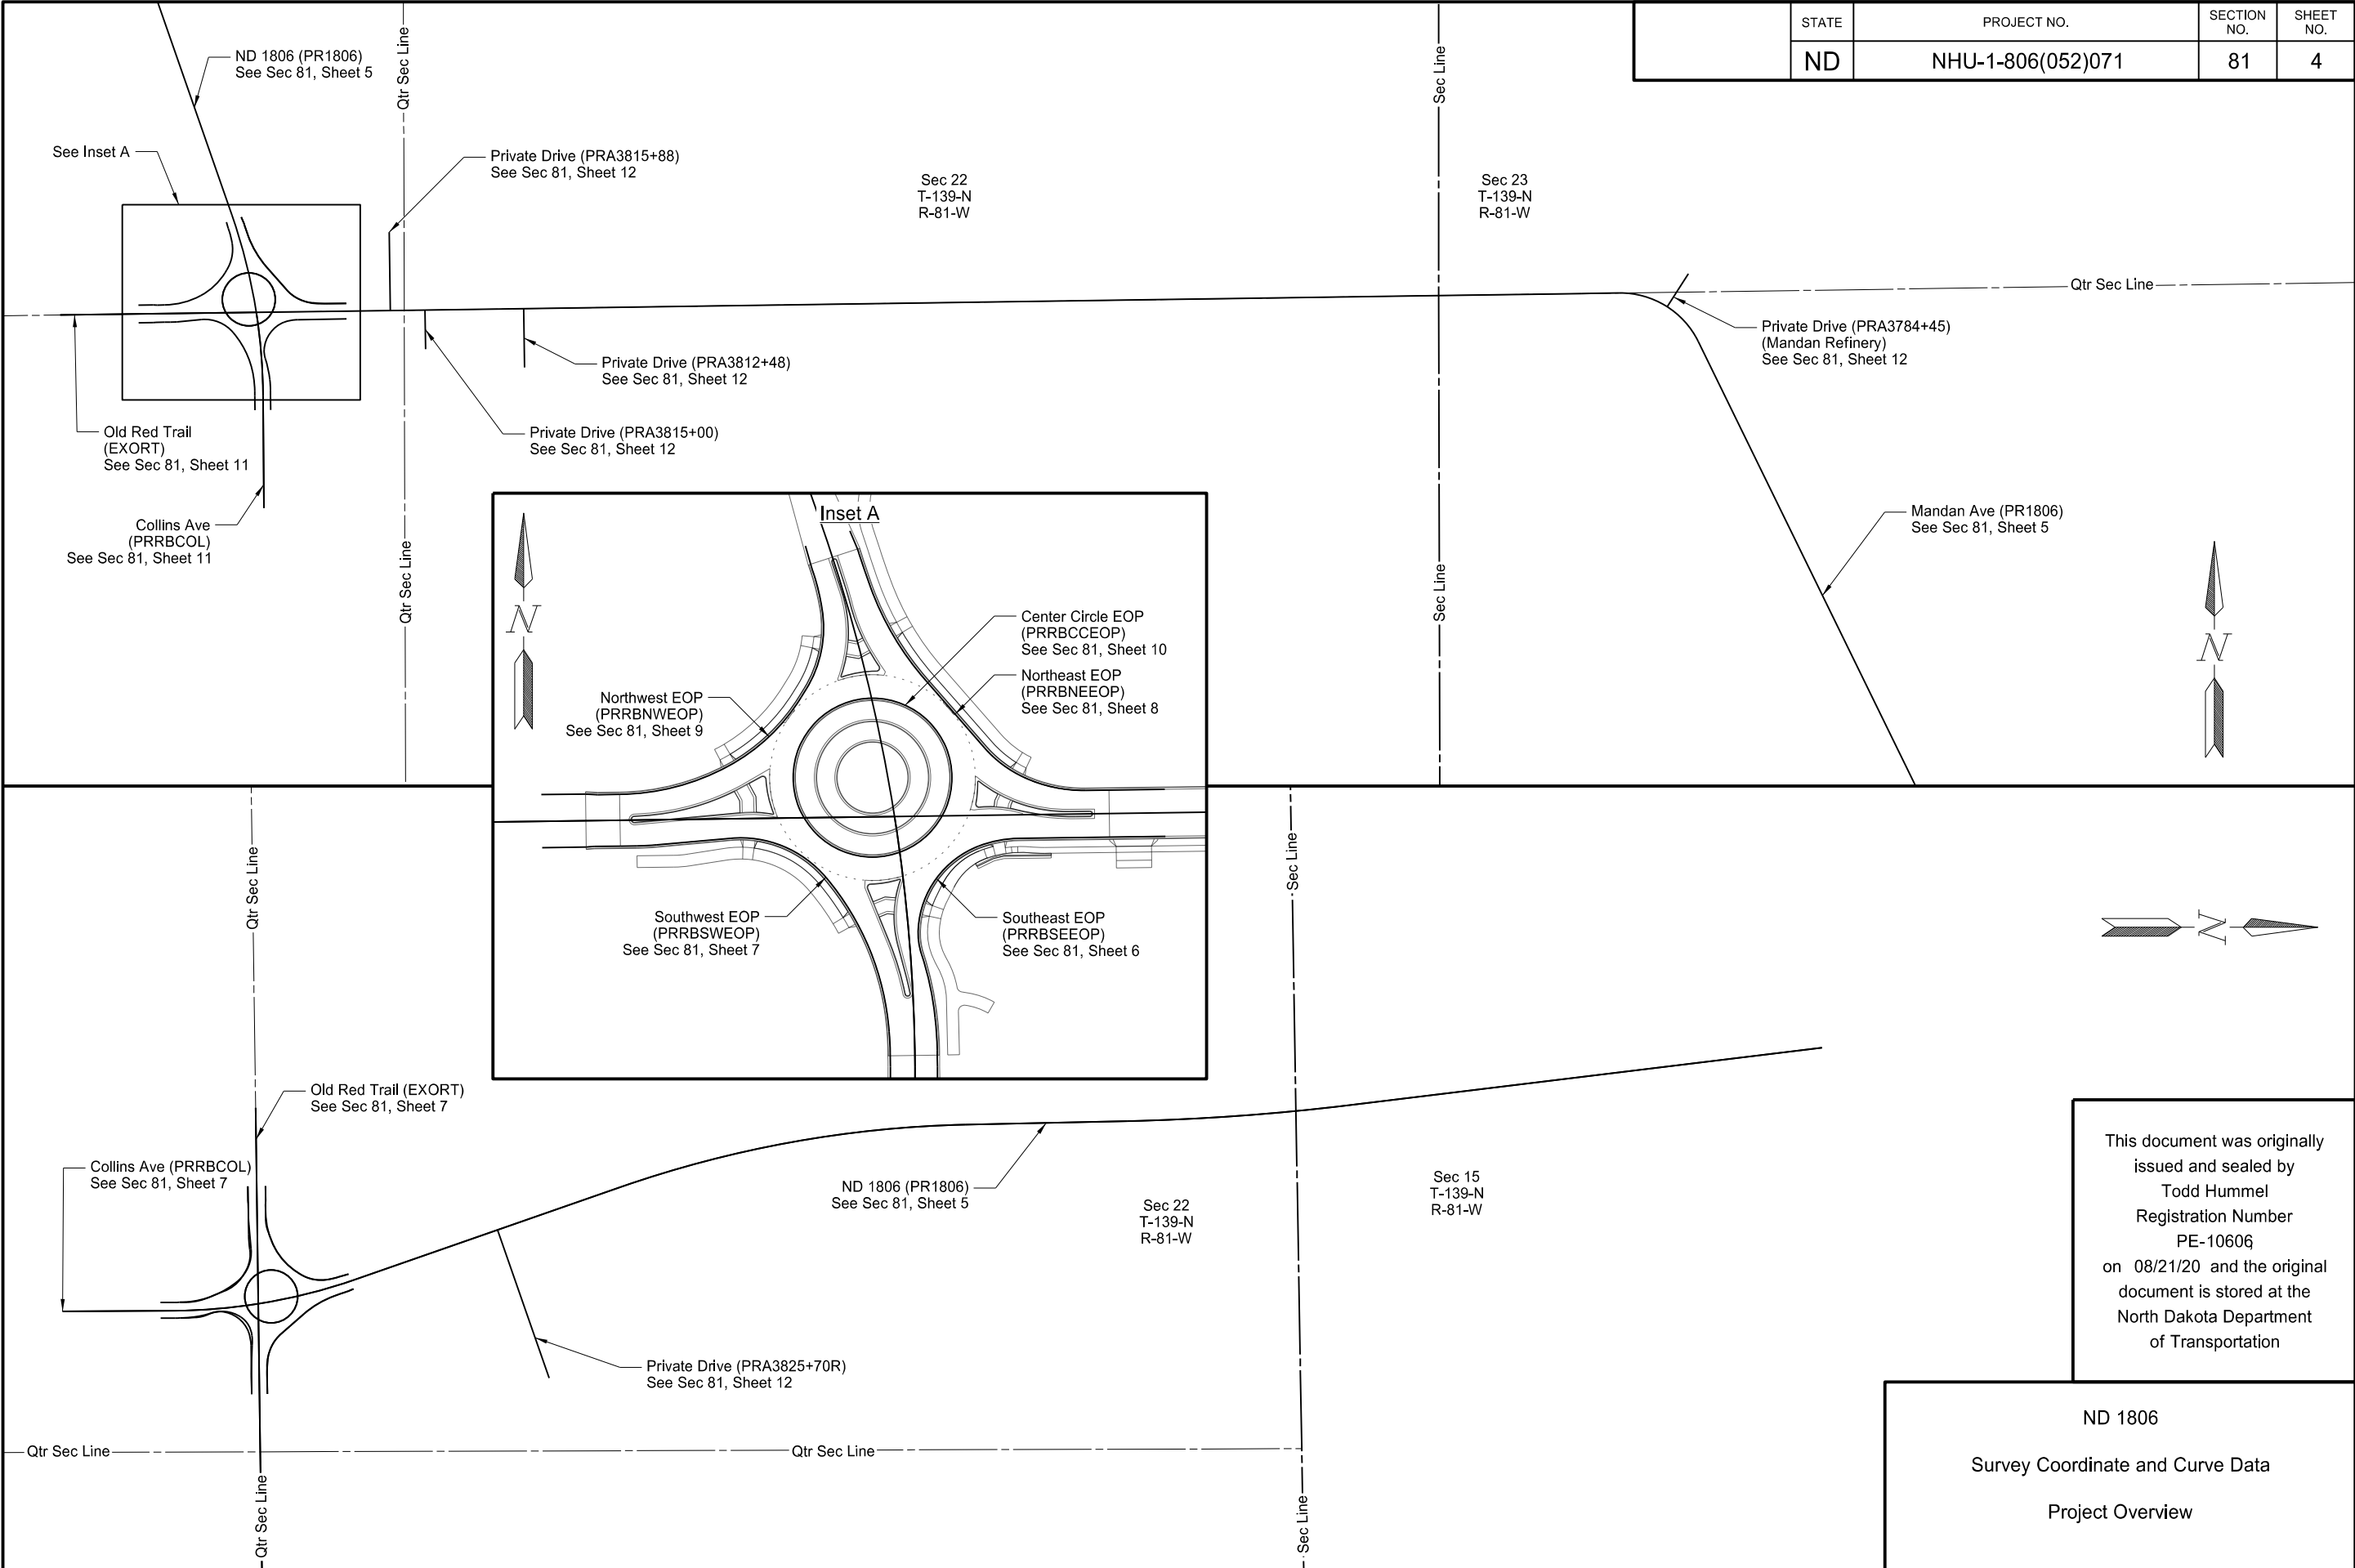 STATE
PROJECT NO.
SECTION
NO.
SHEET
NO.
ND
NHU-1-806(052)071
81
4
ND 1806 (PR1806)
See Sec 81, Sheet 5
Qtr Sec Line
Sec Line
See Inset A
Private Drive (PRA3815+88)
See Sec 81, Sheet 12
Sec 22
T-139-N
R-81-W
Sec 23
T-139-N
R-81-W
Qtr Sec Line
Private Drive (PRA3784+45)
(Mandan Refinery)
See Sec 81, Sheet 12
Private Drive (PRA3812+48)
See Sec 81, Sheet 12
Private Drive (PRA3815+00)
See Sec 81, Sheet 12
Old Red Trail
(EXORT)
See Sec 81, Sheet 11
Collins Ave
(PRRBCOL)
See Sec 81, Sheet 11
Qtr Sec Line
Sec Line
Mandan Ave (PR1806)
See Sec 81, Sheet 5
N
Inset A
N
Center Circle EOP
(PRRBCCEOP)
See Sec 81, Sheet 10
Northeast EOP
(PRRBNEEOP)
See Sec 81, Sheet 8
Northwest EOP
(PRRBNWEOP)
See Sec 81, Sheet 9
Southwest EOP
(PRRBSWEOP)
See Sec 81, Sheet 7
Southeast EOP
(PRRBSEEOP)
See Sec 81, Sheet 6
Qtr Sec Line
Sec Line
N
Old Red Trail (EXORT)
See Sec 81, Sheet 7
Collins Ave (PRRBCOL)
See Sec 81, Sheet 7
ND 1806 (PR1806)
See Sec 81, Sheet 5
Sec 22
T-139-N
R-81-W
Sec 15
T-139-N
R-81-W
Private Drive (PRA3825+70R)
See Sec 81, Sheet 12
Qtr Sec Line
Qtr Sec Line
Qtr Sec Line
Sec Line
This document was originally
issued and sealed by
Todd Hummel
Registration Number
PE-10606,
on 08/21/20 and the original
document is stored at the
North Dakota Department
of Transportation
ND 1806
Survey Coordinate and Curve Data
Project Overview